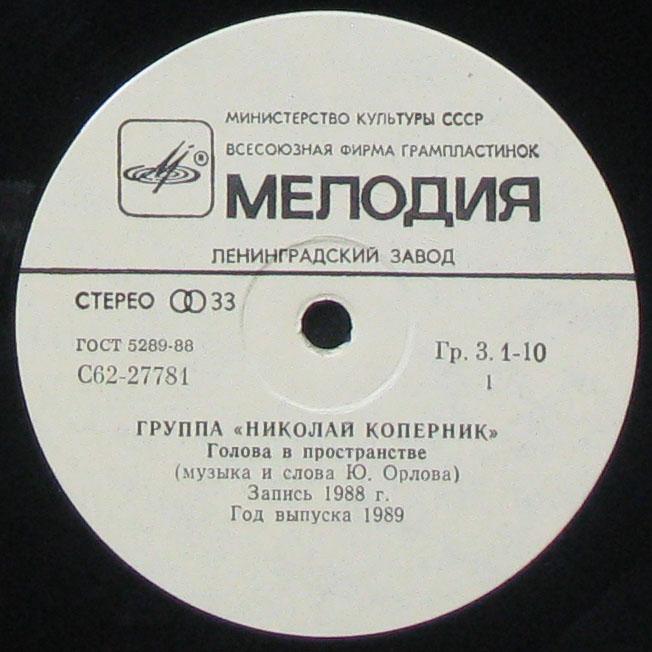 МИНИСТЕРСТВО КУЛЬТУРЫ СССР
ВСЕСОЮЗНАЯ ФИРМА ГРАМПЛАСТИНОК
МЕЛОДИЯ
ЛЕНИНГРАДСКИЙ ЗАВОД
СТЕРЕО 33
ГОСТ 5289-88
С62-27781
Гр. 3. 1-10
1
ГРУППА «НИКОЛАЙ КОПЕРНИК»
Голова в пространстве
(музыка и слова Ю. Орлова)
Запись 1988 г.
Год выпуска 1989